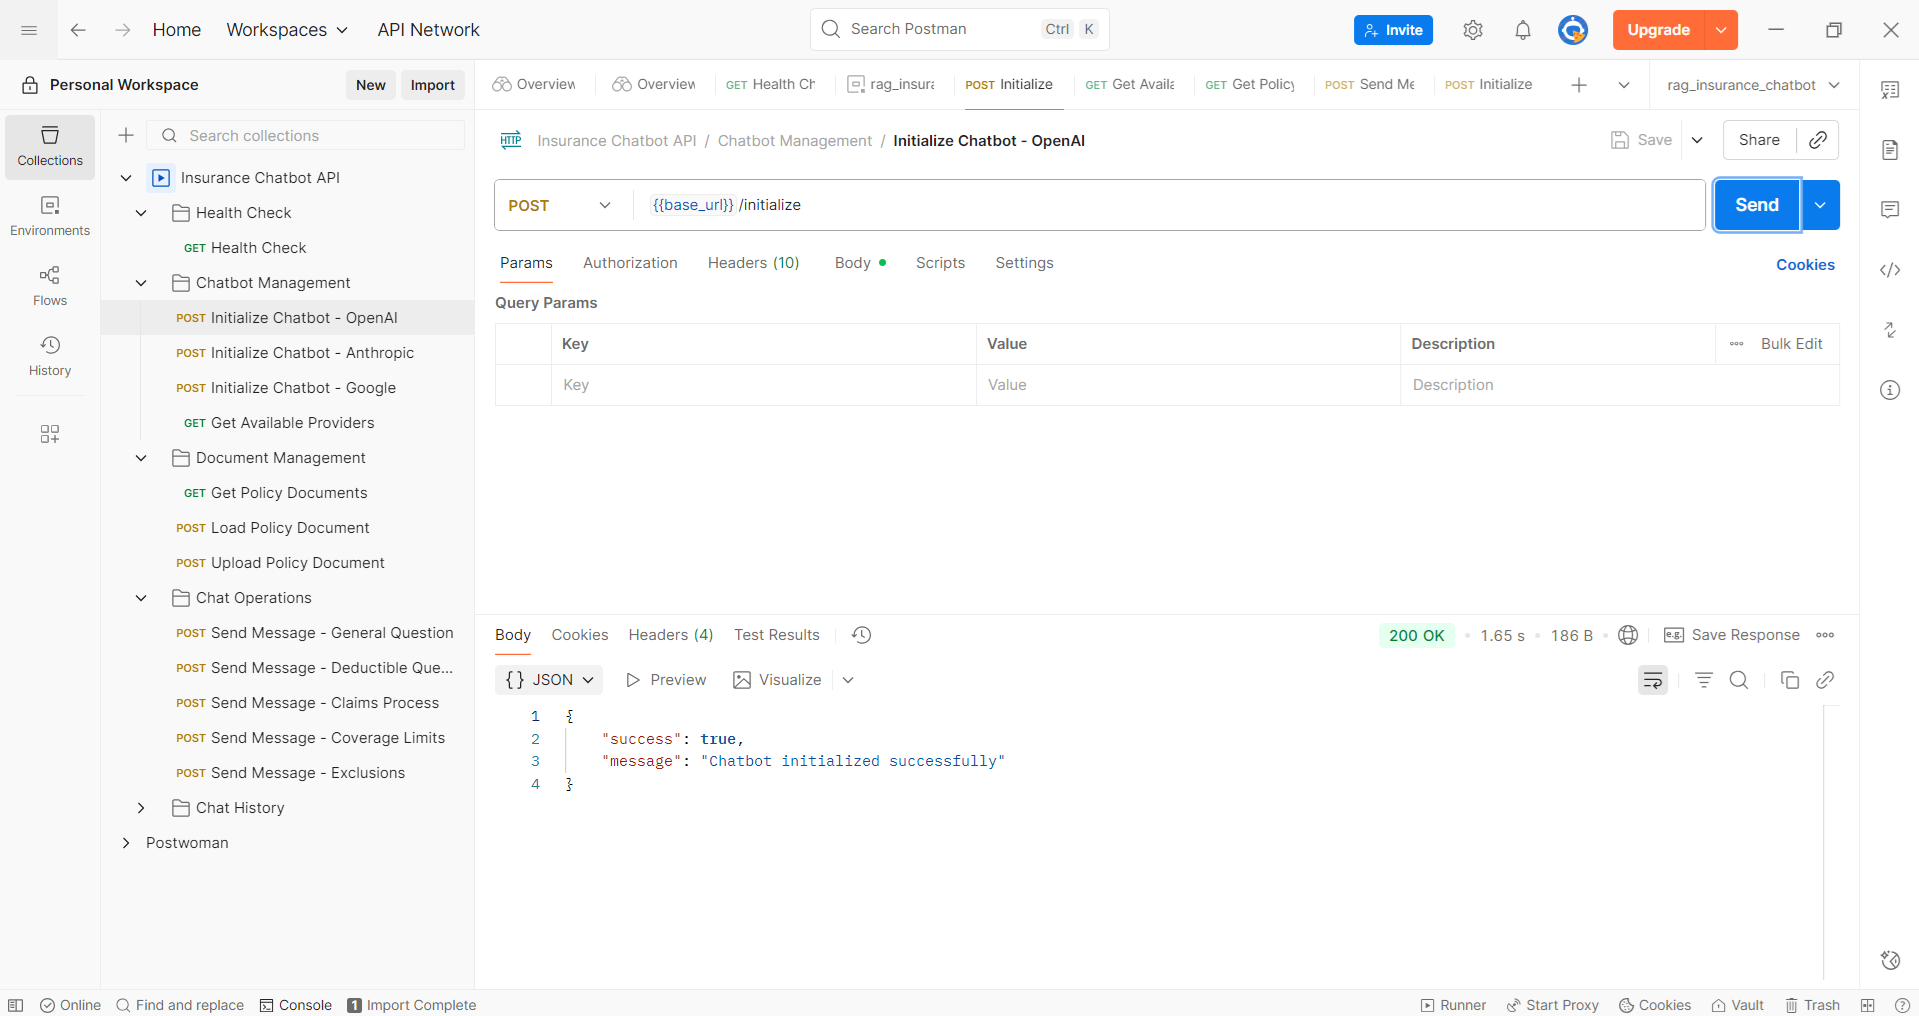 Home Workspaces API Network Search Postman Ctrl K Invite Upgrade
Personal Workspace New Import
Overview Overview GET Health Ch rag_insura POST Initialize GET Get Availa GET Get Policy POST Send Me POST Initialize rag_insurance_chatbot
Collections
Environments
Flows
History
Search collections
Insurance Chatbot API
Health Check
GET Health Check
Chatbot Management
POST Initialize Chatbot - OpenAI
POST Initialize Chatbot - Anthropic
POST Initialize Chatbot - Google
GET Get Available Providers
Document Management
GET Get Policy Documents
POST Load Policy Document
POST Upload Policy Document
Chat Operations
POST Send Message - General Question
POST Send Message - Deductible Que...
POST Send Message - Claims Process
POST Send Message - Coverage Limits
POST Send Message - Exclusions
Chat History
Postwoman
HTTP Insurance Chatbot API / Chatbot Management / Initialize Chatbot - OpenAI Save Share
POST {{base_url}} /initialize Send
Params Authorization Headers (10) Body Scripts Settings Cookies
Query Params
Key Value Description Bulk Edit
Key Value Description
Body Cookies Headers (4) Test Results 200 OK 1.65 s 186 B e.g. Save Response
{} JSON Preview Visualize
1 {
2 "success": true,
3 "message": "Chatbot initialized successfully"
4 }
Online Find and replace Console 1 Import Complete Runner Start Proxy Cookies Vault Trash